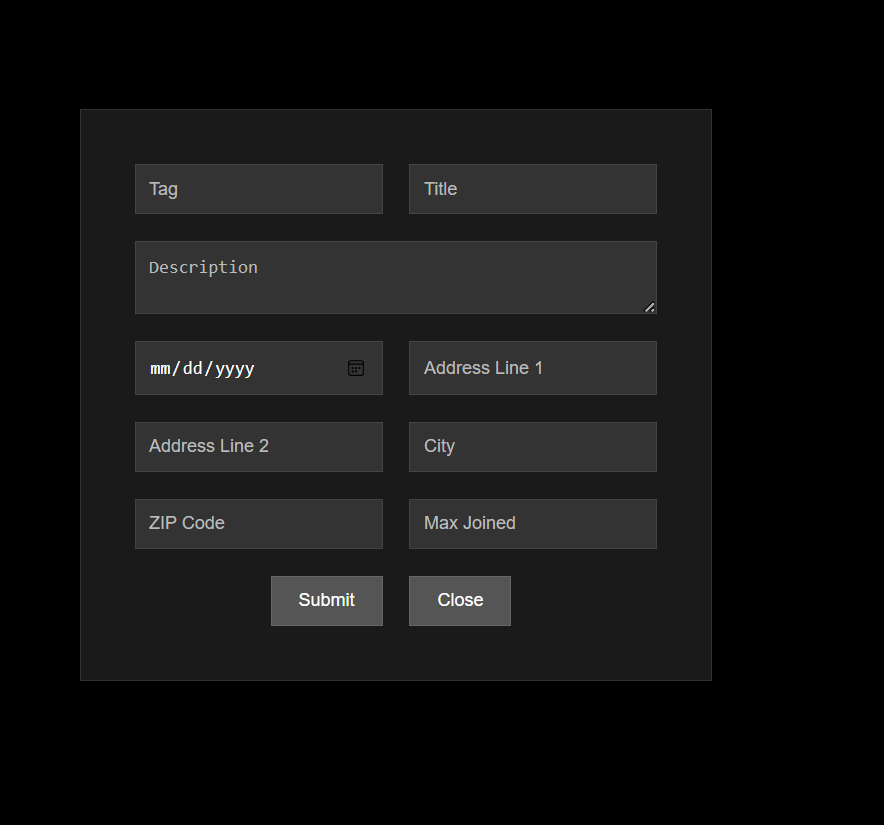 Tag Title
Description
mm/dd/yyyy Address Line 1
Address Line 2 City
ZIP Code Max Joined
Submit Close